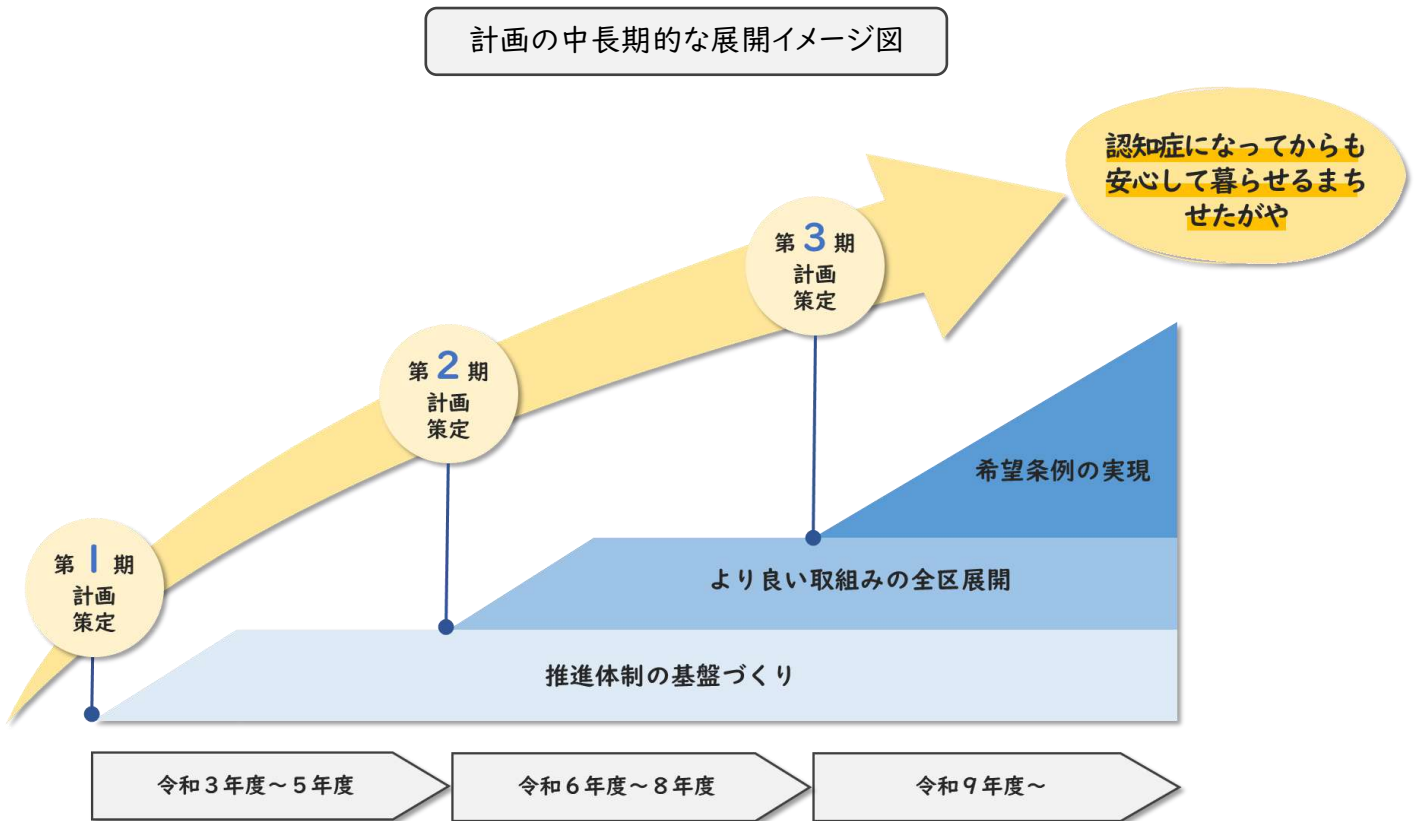 計画の中長期的な展開イメージ図
認知症になってからも
安心して暮らせるまち
せたがや
第3期
計画
策定
第2期
計画
策定
第1期
計画
策定
希望条例の実現
より良い取組みの全区展開
推進体制の基盤づくり
令和3年度～5年度
令和6年度～8年度
令和9年度～